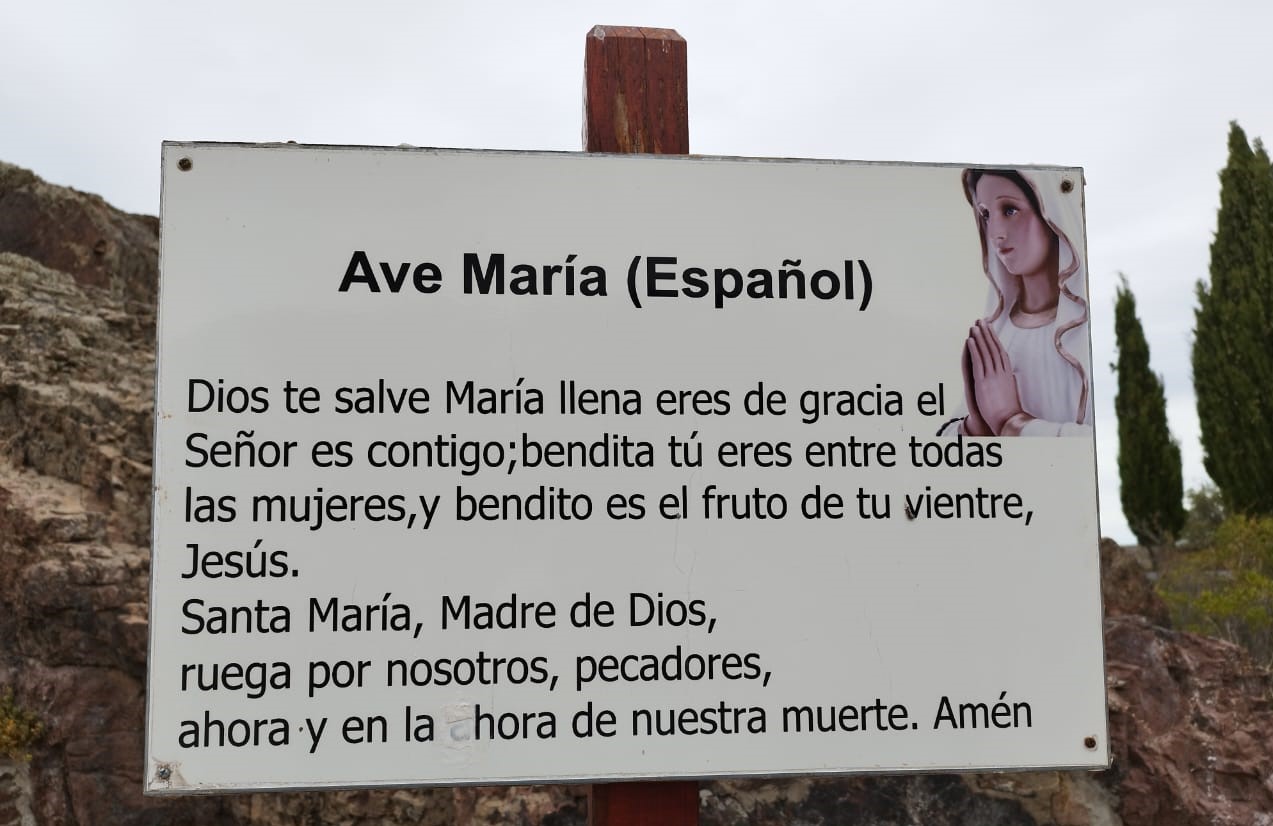 Ave María (Español)
Dios te salve María llena eres de gracia el
Señor es contigo;bendita tú eres entre todas
las mujeres,y bendito es el fruto de tu vientre,
Jesús.
Santa María, Madre de Dios,
ruega por nosotros, pecadores,
ahora y en la hora de nuestra muerte. Amén